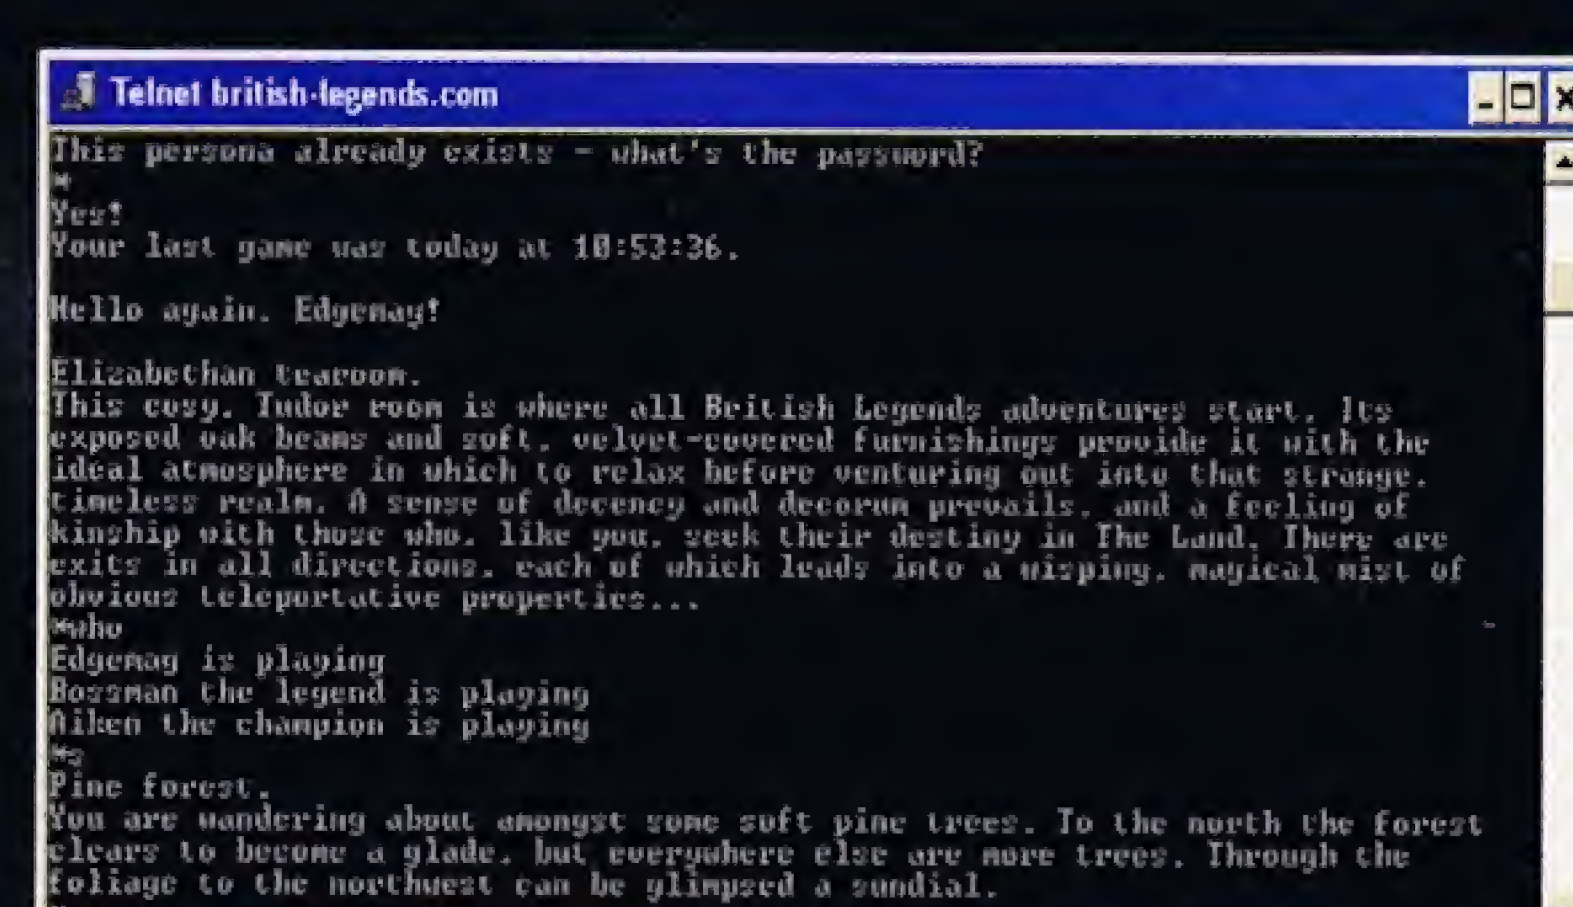 Telnet british-legends.com
This persona already exists - what's the password?
*
Yes!
Your last game was today at 10:53:36.
Hello again, Edgemag!
Elizabethan tearoom.
This cosy, Tudor room is where all British Legends adventures start. Its
exposed oak beams and soft, velvet-covered furnishings provide it with the
ideal atmosphere in which to relax before venturing out into that strange,
timeless realm. A sense of decency and decorum prevails, and a feeling of
kinship with those who, like you, seek their destiny in The Land. There are
exits in all directions, each of which leads into a wisping, magical mist of
obvious teleportative properties...
*who
Edgemag is playing
Bossman the legend is playing
Aiken the champion is playing
*s
Pine forest.
You are wandering about amongst some soft pine trees. To the north the forest
clears to become a glade, but everywhere else are more trees. Through the
foliage to the northwest can be glimpsed a sundial.